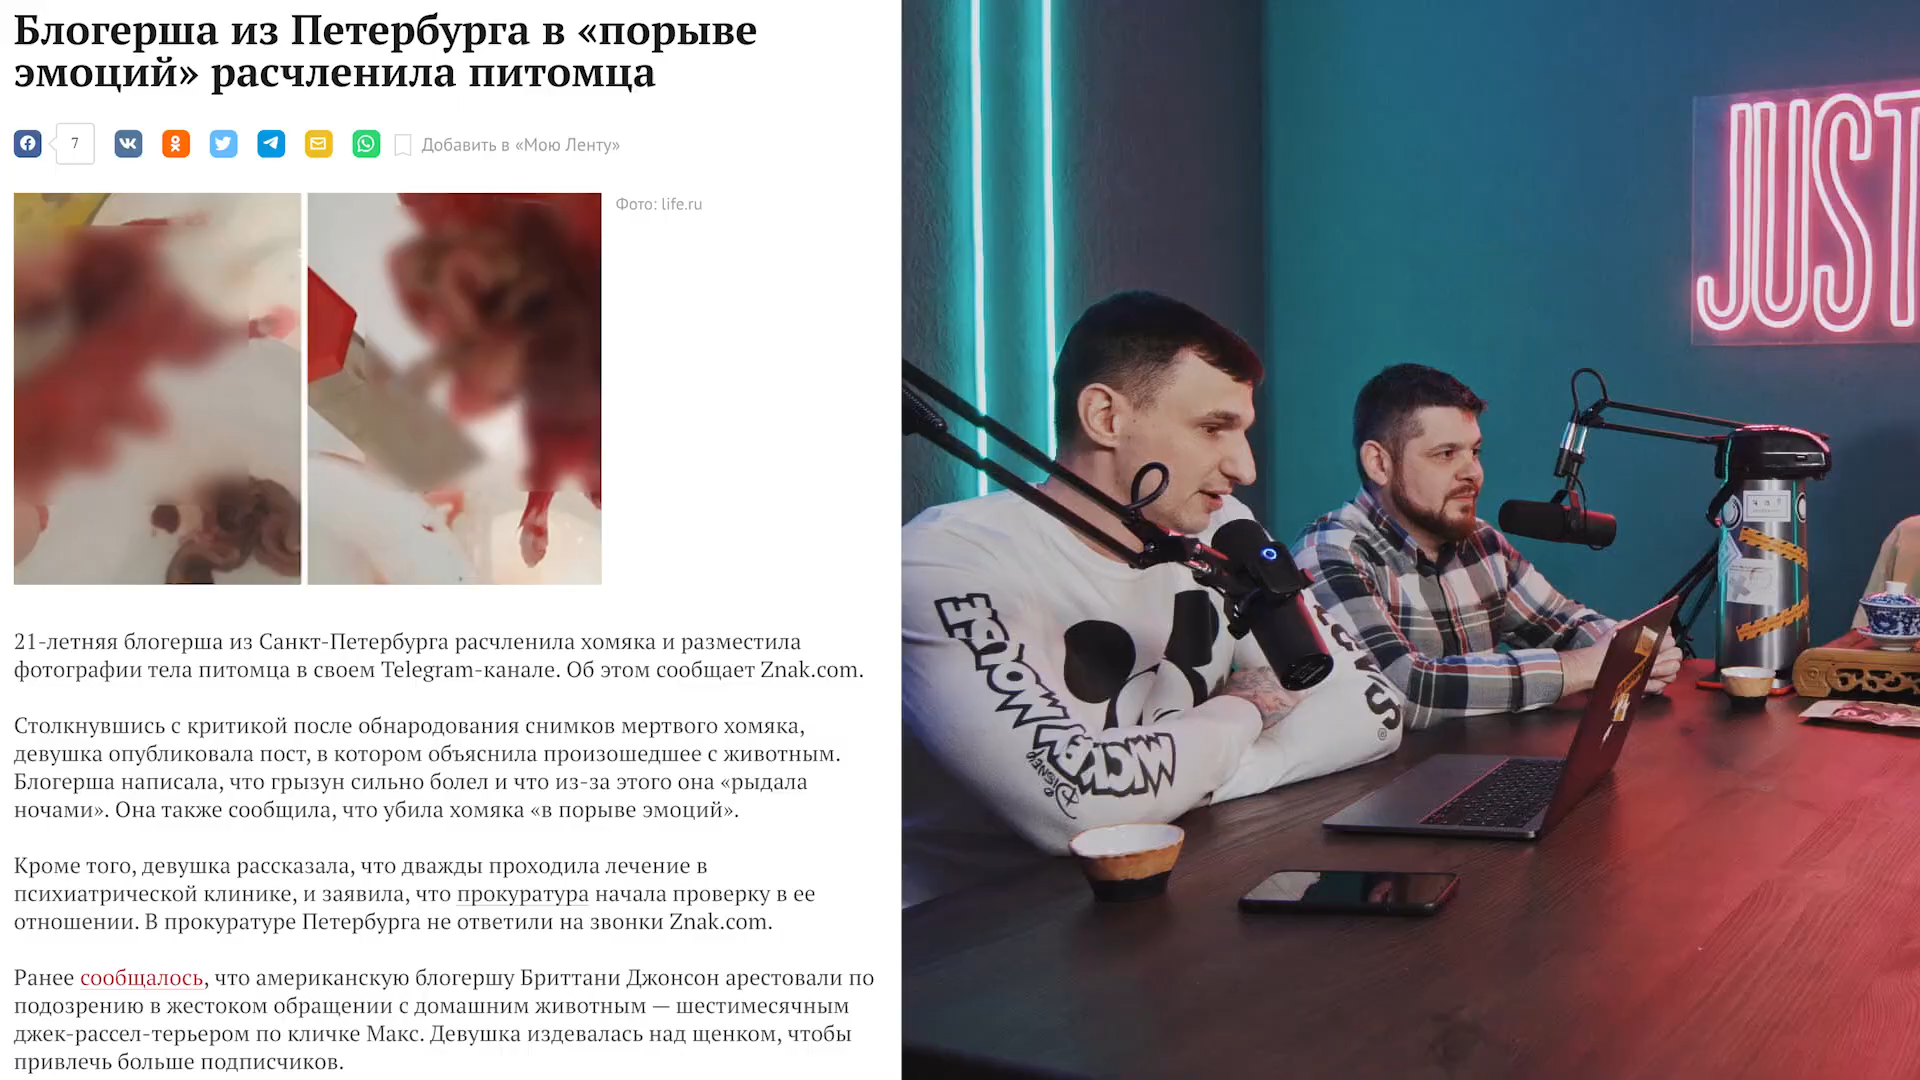 Блогерша из Петербурга в «порыве
эмоций» расчленила питомца
7
Добавить в «Мою Ленту»
Фото: life.ru
21-летняя блогерша из Санкт-Петербурга расчленила хомяка и разместила
фотографии тела питомца в своем Telegram-канале. Об этом сообщает Znak.com.
Столкнувшись с критикой после обнародования снимков мертвого хомяка,
девушка опубликовала пост, в котором объяснила произошедшее с животным.
Блогерша написала, что грызун сильно болел и что из-за этого она «рыдала
ночами». Она также сообщила, что убила хомяка «в порыве эмоций».
Кроме того, девушка рассказала, что дважды проходила лечение в
психиатрической клинике, и заявила, что прокуратура начала проверку в ее
отношении. В прокуратуре Петербурга не ответили на звонки Znak.com.
Ранее сообщалось, что американскую блогершу Бриттани Джонсон арестовали по
подозрению в жестоком обращении с домашним животным — шестимесячным
джек-рассел-терьером по кличке Макс. Девушка издевалась над щенком, чтобы
привлечь больше подписчиков.
JUST
MOUSE
MICKEY
Disney